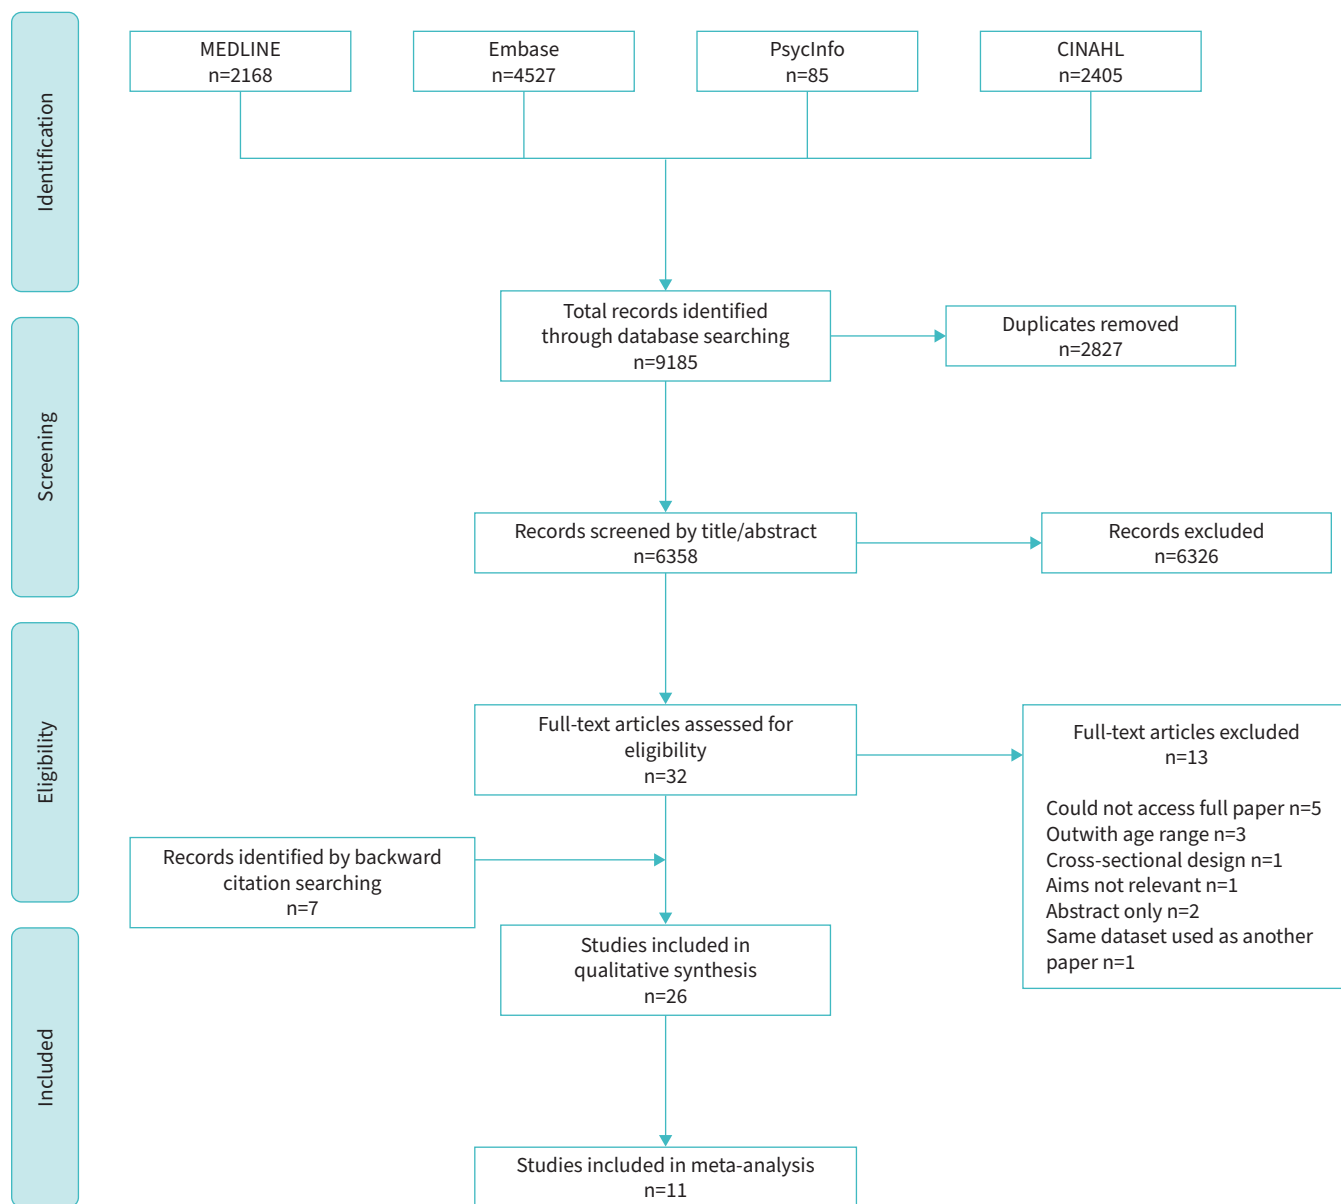 Identification
MEDLINE
n=2168
Embase
n=4527
PsycInfo
n=85
CINAHL
n=2405
Total records identified
through database searching
n=9185
Duplicates removed
n=2827
Screening
Records screened by title/abstract
n=6358
Records excluded
n=6326
Eligibility
Full-text articles assessed for
eligibility
n=32
Full-text articles excluded
n=13
Could not access full paper n=5
Outwith age range n=3
Cross-sectional design n=1
Aims not relevant n=1
Abstract only n=2
Same dataset used as another
paper n=1
Records identified by backward
citation searching
n=7
Included
Studies included in
qualitative synthesis
n=26
Studies included in meta-analysis
n=11